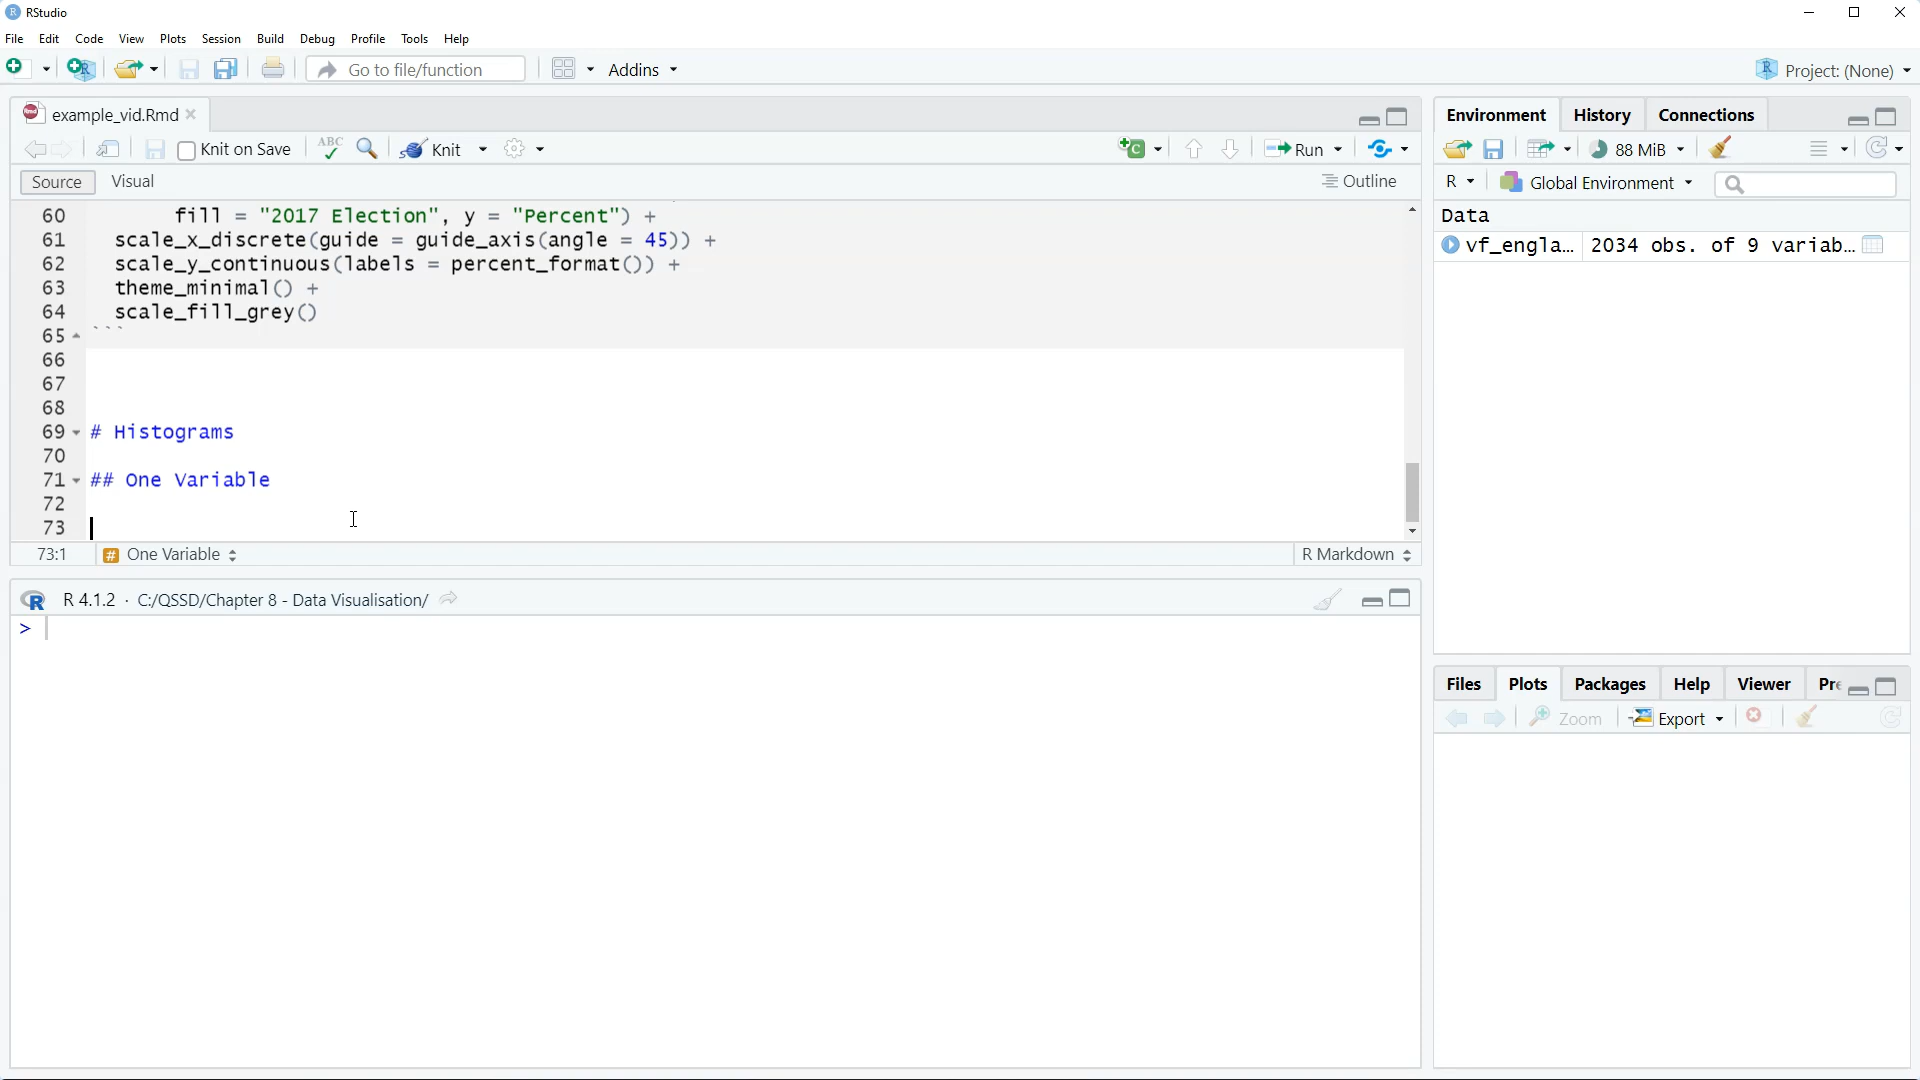 RStudio
File Edit Code View Plots Session Build Debug Profile Tools Help
Go to file/function Addins Project: (None)
example_vid.Rmd
Knit on Save ABC Knit Run
Source Visual Outline
60 fill = "2017 Election", y = "Percent") +
61 scale_x_discrete(guide = guide_axis(angle = 45)) +
62 scale_y_continuous(labels = percent_format()) +
63 theme_minimal() +
64 scale_fill_grey()
65 ```
66
67
68
69 # Histograms
70
71 ## One Variable
72
73
73:1 # One Variable R Markdown
R 4.1.2 · C:/QSSD/Chapter 8 - Data Visualisation/
>
Environment History Connections
88 MiB
R Global Environment
Data
vf_engla… 2034 obs. of 9 variab…
Files Plots Packages Help Viewer Pre
Zoom Export